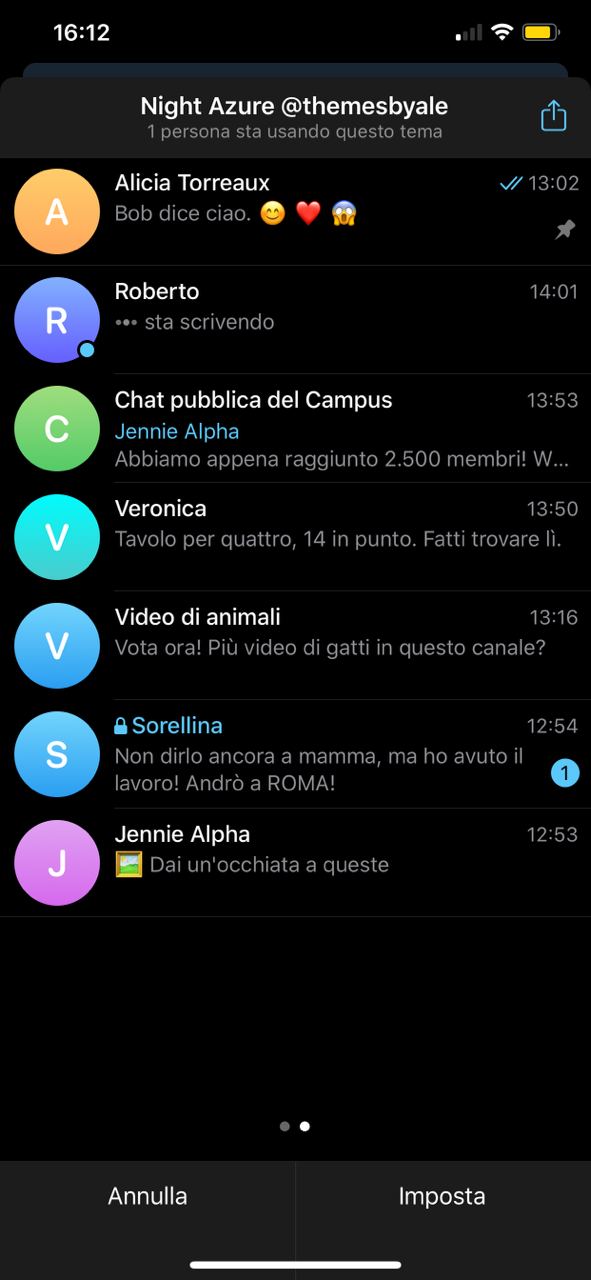 16:12
Night Azure @themesbyale
1 persona sta usando questo tema
A
Alicia Torreaux
13:02
Bob dice ciao. 😊 ❤️ 😱
R
Roberto
14:01
••• sta scrivendo
C
Chat pubblica del Campus
13:53
Jennie Alpha
Abbiamo appena raggiunto 2.500 membri! W...
V
Veronica
13:50
Tavolo per quattro, 14 in punto. Fatti trovare lì.
V
Video di animali
13:16
Vota ora! Più video di gatti in questo canale?
S
Sorellina
12:54
Non dirlo ancora a mamma, ma ho avuto il
lavoro! Andrò a ROMA!
1
J
Jennie Alpha
12:53
🖼️ Dai un'occhiata a queste
Annulla
Imposta